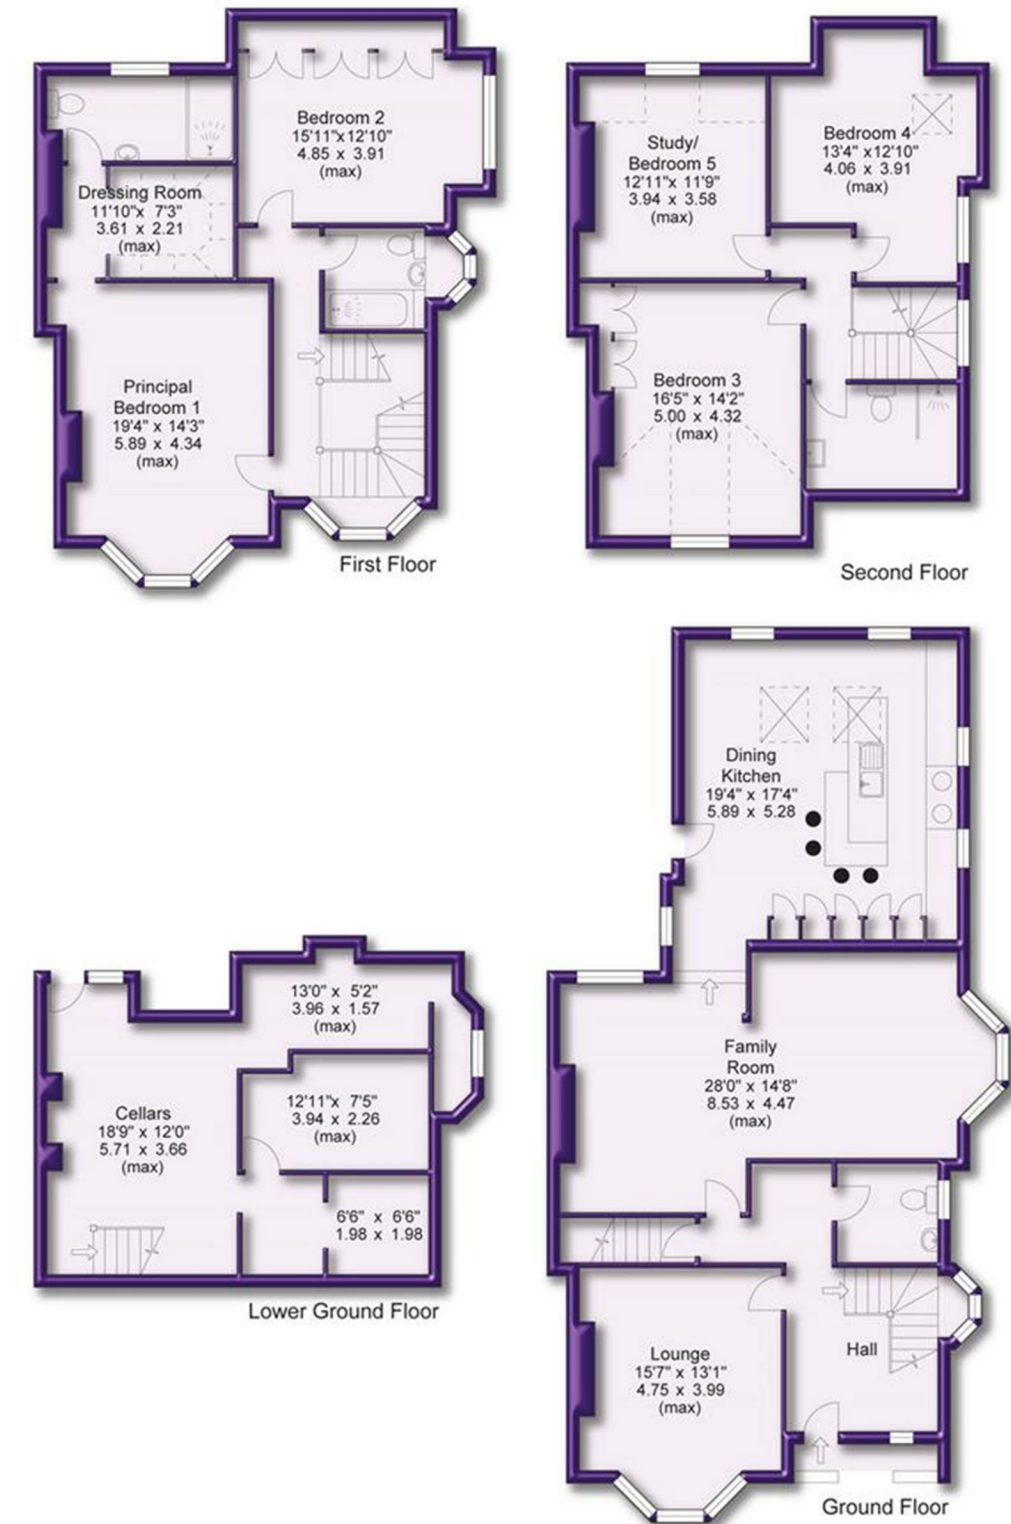 Bedroom 2
15'11"x12'10"
4.85 x 3.91
(max)
Dressing Room
11'10"x 7'3"
3.61 x 2.21
(max)
Principal
Bedroom 1
19'4" x 14'3"
5.89 x 4.34
(max)
First Floor
Study/
Bedroom 5
12'11"x 11'9"
3.94 x 3.58
(max)
Bedroom 4
13'4" x12'10"
4.06 x 3.91
(max)
Bedroom 3
16'5" x 14'2"
5.00 x 4.32
(max)
Second Floor
13'0" x 5'2"
3.96 x 1.57
(max)
12'11"x 7'5"
3.94 x 2.26
(max)
Cellars
18'9" x 12'0"
5.71 x 3.66
(max)
6'6" x 6'6"
1.98 x 1.98
Lower Ground Floor
Dining
Kitchen
19'4" x 17'4"
5.89 x 5.28
Family
Room
28'0" x 14'8"
8.53 x 4.47
(max)
Lounge
15'7" x 13'1"
4.75 x 3.99
(max)
Hall
Ground Floor